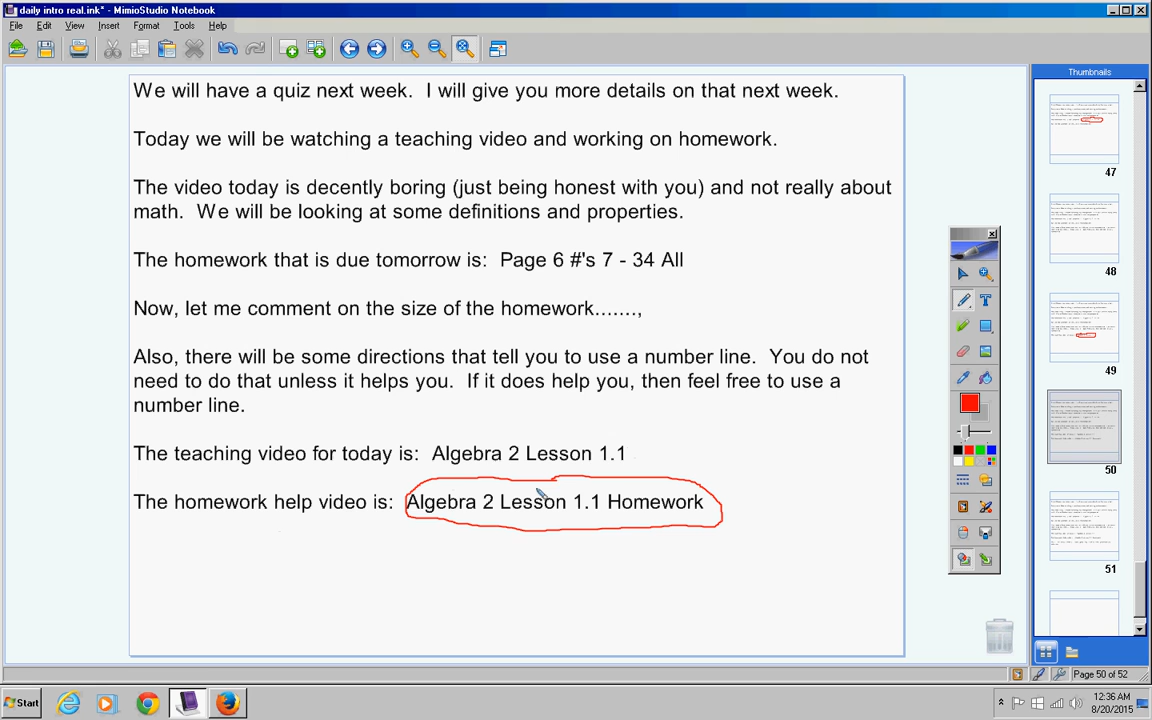 daily intro real.ink* - MimioStudio Notebook
File Edit View Insert Format Tools Help
We will have a quiz next week.  I will give you more details on that next week.
Today we will be watching a teaching video and working on homework.
The video today is decently boring (just being honest with you) and not really about
math.  We will be looking at some definitions and properties.
The homework that is due tomorrow is:  Page 6 #'s 7 - 34 All
Now, let me comment on the size of the homework.......,
Also, there will be some directions that tell you to use a number line.  You do not
need to do that unless it helps you.  If it does help you, then feel free to use a
number line.
The teaching video for today is:  Algebra 2 Lesson 1.1
The homework help video is:  Algebra 2 Lesson 1.1 Homework
Thumbnails
47
48
49
50
51
T
Page 50 of 52
Start
12:36 AM
8/20/2015